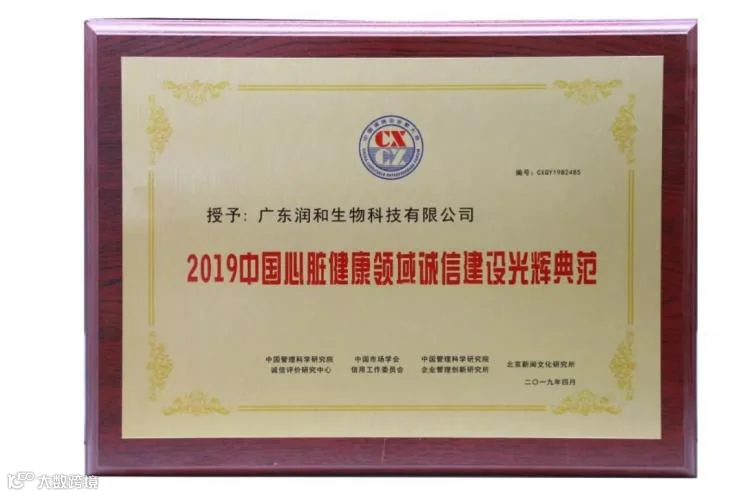 CX
CZ
编号：CXQY1982485
授予：广东润和生物科技有限公司
2019中国心脏健康领域诚信建设光辉典范
中国管理科学研究院 中国市场学会 中国管理科学研究院 北京新闻文化研究所
诚信评价研究中心 信用工作委员会 企业管理创新研究所 二〇一九年四月
大数跨境